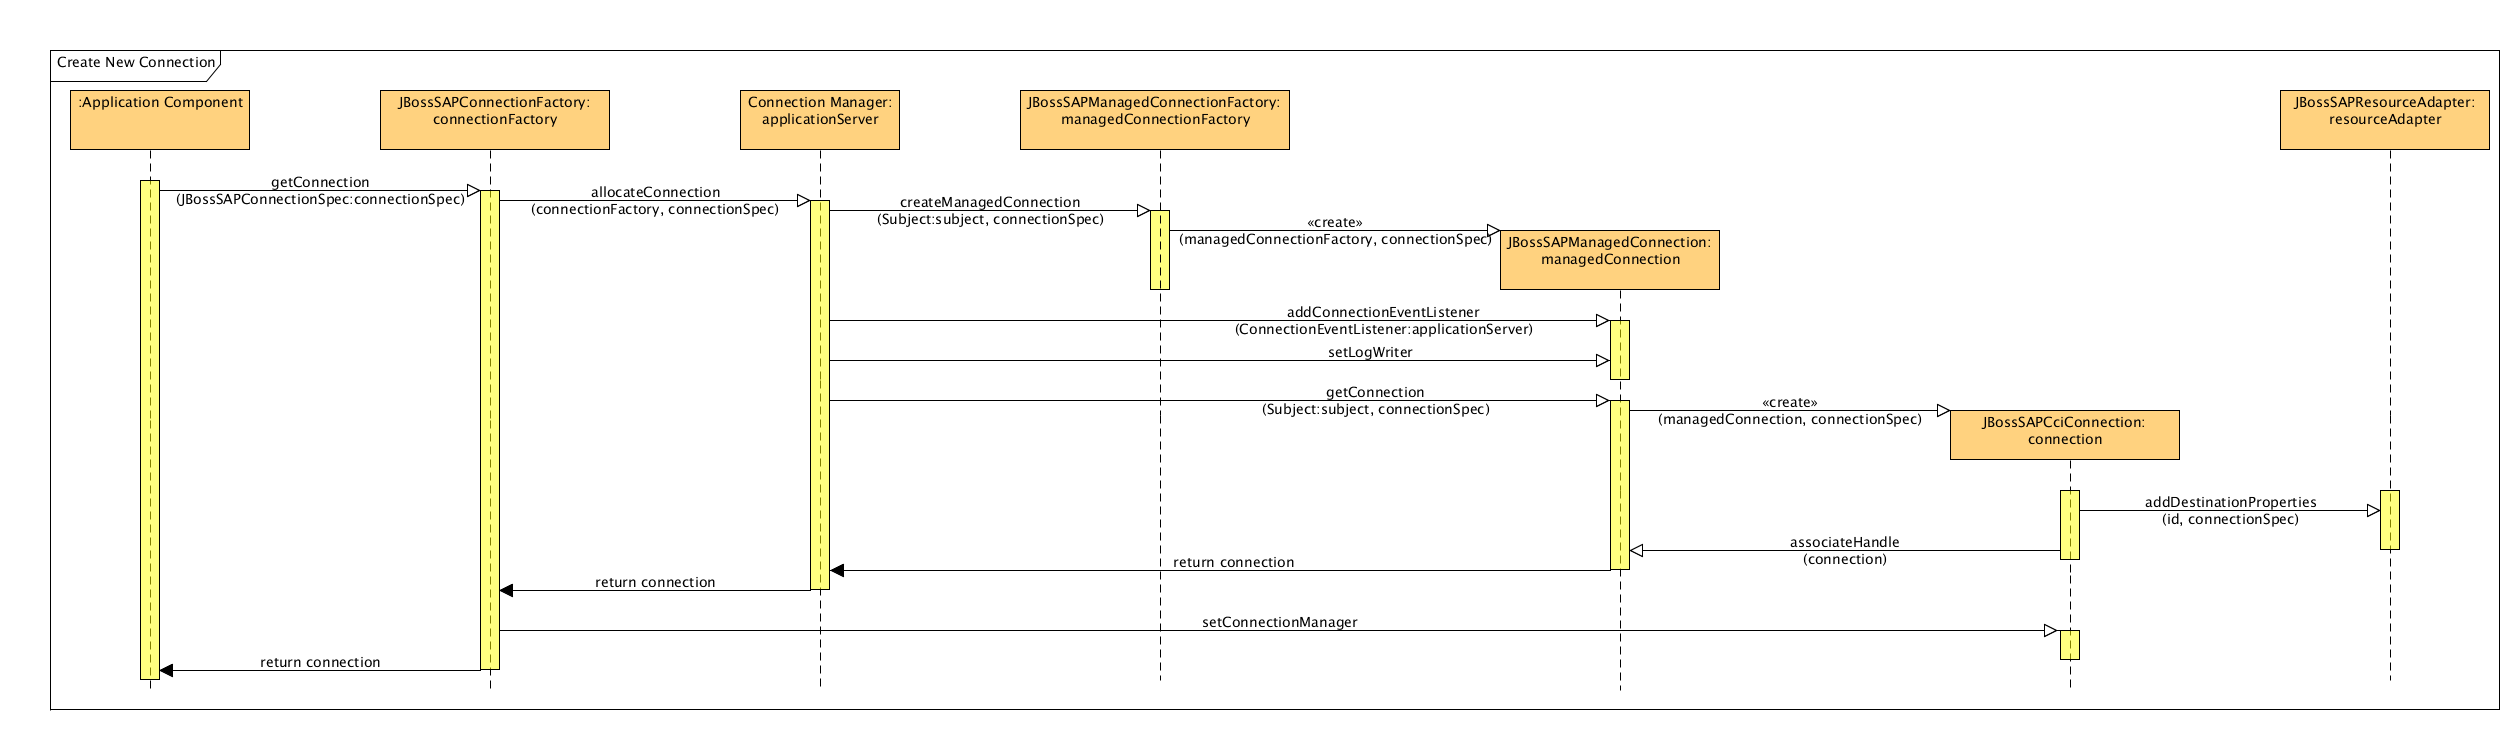 Create New Connection
:Application Component
JBossSAPConnectionFactory:
connectionFactory
Connection Manager:
applicationServer
JBossSAPManagedConnectionFactory:
managedConnectionFactory
JBossSAPResourceAdapter:
resourceAdapter
getConnection
(JBossSAPConnectionSpec:connectionSpec)
allocateConnection
(connectionFactory, connectionSpec)
createManagedConnection
(Subject:subject, connectionSpec)
«create»
(managedConnectionFactory, connectionSpec)
JBossSAPManagedConnection:
managedConnection
addConnectionEventListener
(ConnectionEventListener:applicationServer)
setLogWriter
getConnection
(Subject:subject, connectionSpec)
«create»
(managedConnection, connectionSpec)
JBossSAPCciConnection:
connection
addDestinationProperties
(id, connectionSpec)
associateHandle
(connection)
return connection
return connection
setConnectionManager
return connection